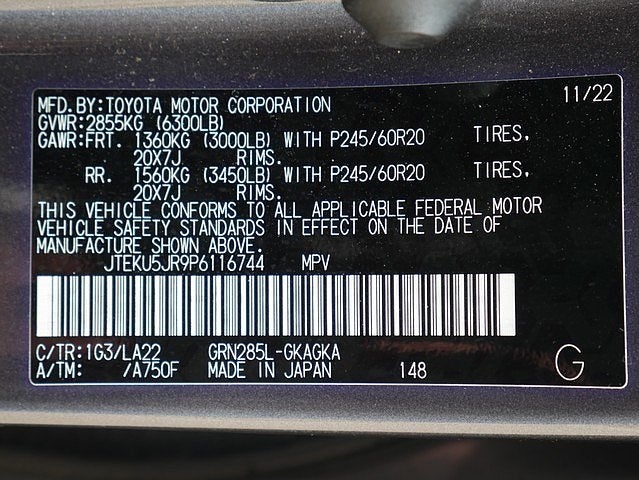 MFD.BY:TOYOTA MOTOR CORPORATION 11/22
GVWR:2855KG (6300LB)
GAWR:FRT. 1360KG (3000LB) WITH P245/60R20 TIRES,
20X7J RIMS.
RR. 1560KG (3450LB) WITH P245/60R20 TIRES,
20X7J RIMS.
THIS VEHICLE CONFORMS TO ALL APPLICABLE FEDERAL MOTOR
VEHICLE SAFETY STANDARDS IN EFFECT ON THE DATE OF
MANUFACTURE SHOWN ABOVE.
JTEKU5JR9P6116744 MPV
C/TR:1G3/LA22 GRN285L-GKAGKA
A/TM: /A750F MADE IN JAPAN 148 G